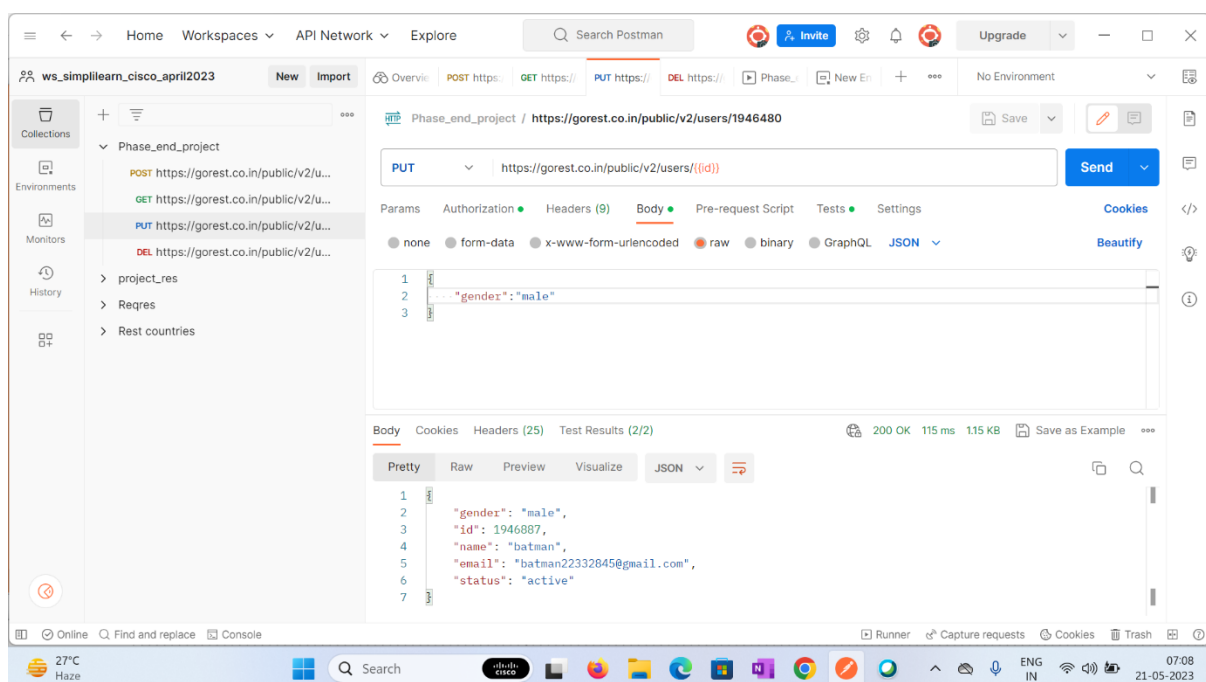 Home Workspaces API Network Explore Search Postman Invite Upgrade
ws_simplilearn_cisco_april2023 New Import Overvie POST https: GET https:// PUT https:// DEL https:// Phase_ New En No Environment
Collections
Environments
Monitors
History
Phase_end_project
POST https://gorest.co.in/public/v2/u...
GET https://gorest.co.in/public/v2/u...
PUT https://gorest.co.in/public/v2/u...
DEL https://gorest.co.in/public/v2/u...
project_res
Reqres
Rest countries
HTTP Phase_end_project / https://gorest.co.in/public/v2/users/1946480 Save
PUT https://gorest.co.in/public/v2/users/{{id}} Send
Params Authorization Headers (9) Body Pre-request Script Tests Settings Cookies
none form-data x-www-form-urlencoded raw binary GraphQL JSON Beautify
1 {
2 "gender":"male"
3 }
Body Cookies Headers (25) Test Results (2/2) 200 OK 115 ms 1.15 KB Save as Example
Pretty Raw Preview Visualize JSON
1 {
2 "gender": "male",
3 "id": 1946887,
4 "name": "batman",
5 "email": "batman22332845@gmail.com",
6 "status": "active"
7 }
Online Find and replace Console Runner Capture requests Cookies Trash
27°C
Haze
Search
cisco
ENG
IN
07:08
21-05-2023